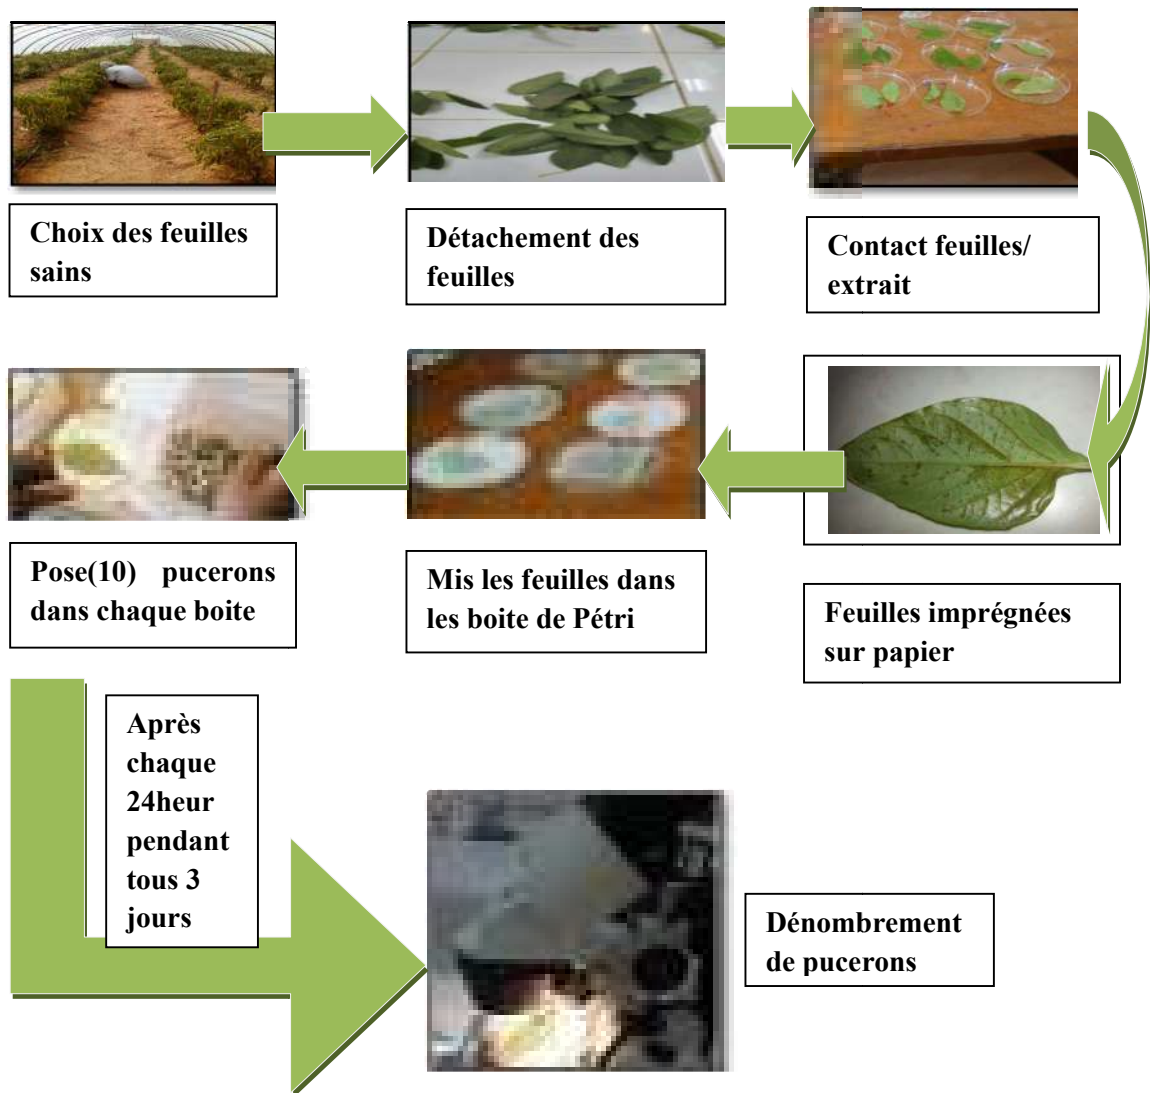 Choix des feuilles
sains
Détachement des
feuilles
Contact feuilles/
extrait
Pose(10) pucerons
dans chaque boite
Mis les feuilles dans
les boite de Pétri
Feuilles imprégnées
sur papier
Après
chaque
24heur
pendant
tous 3
jours
Dénombrement
de pucerons